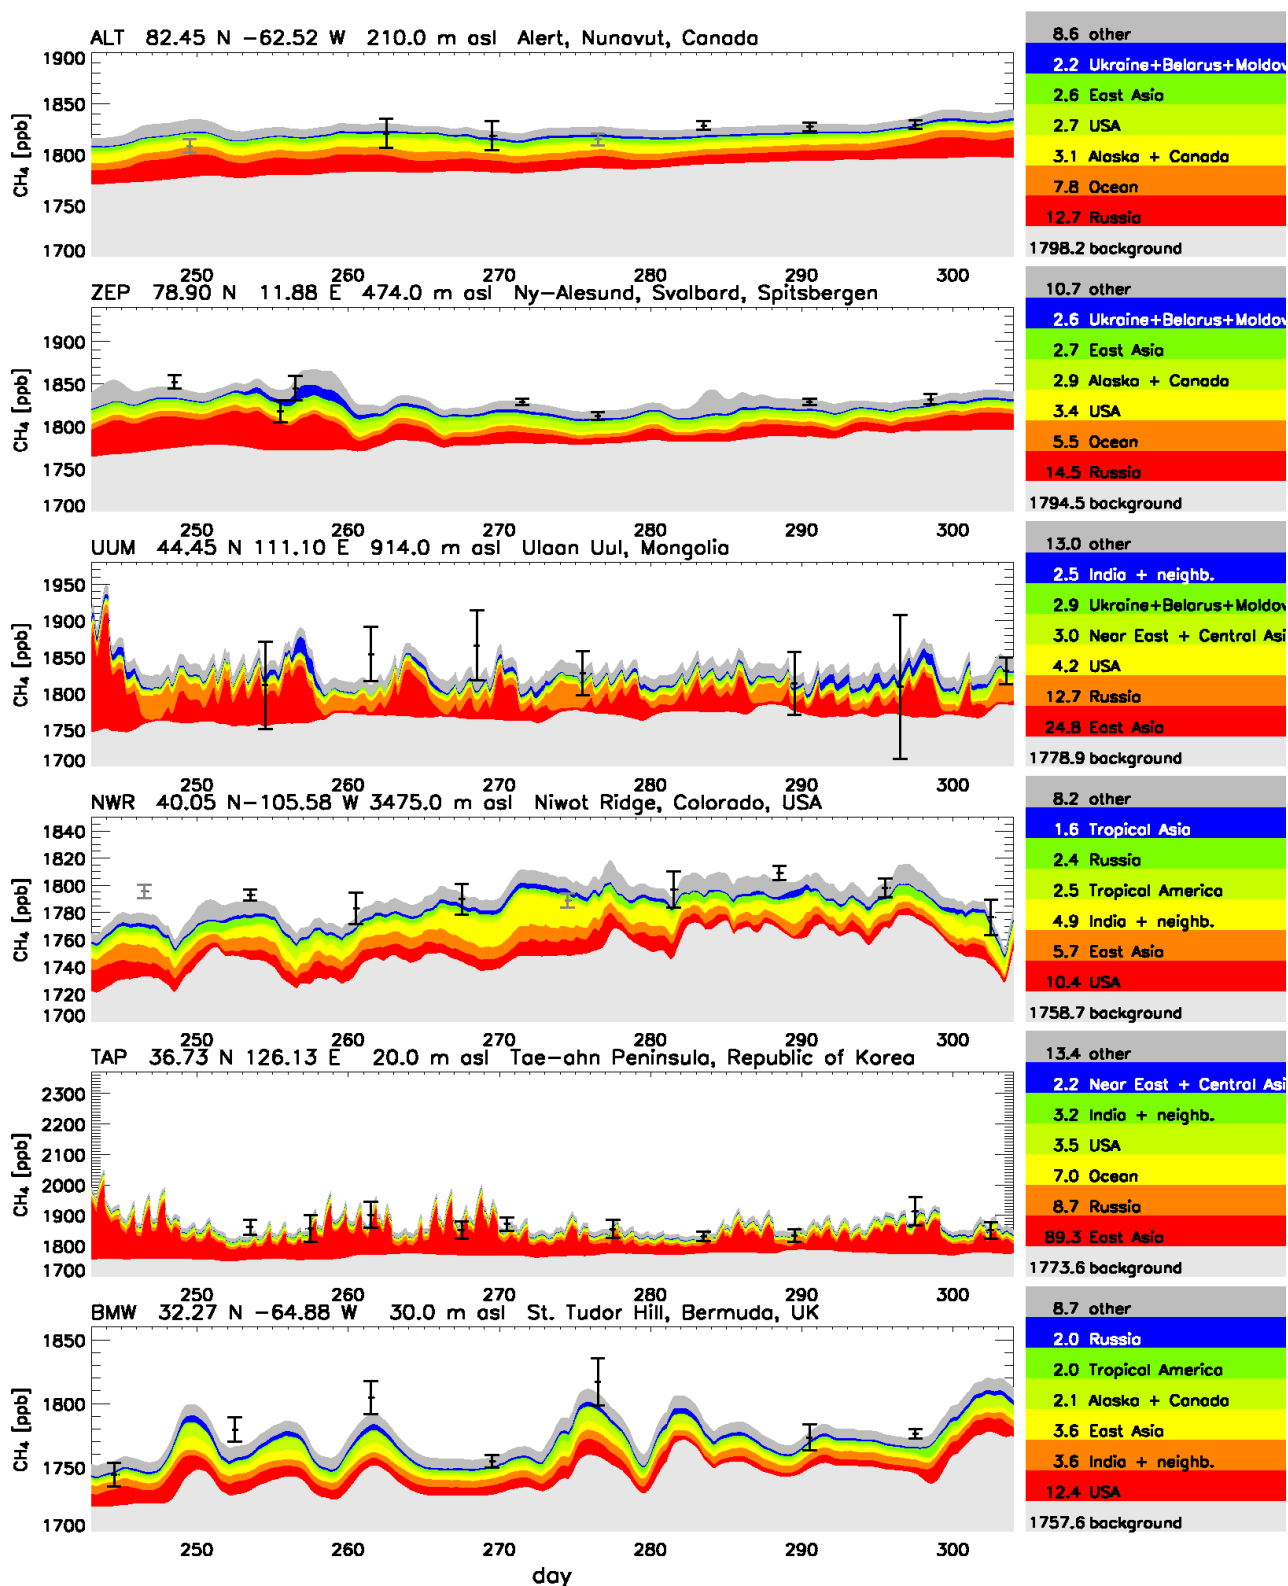 ALT 82.45 N -62.52 W 210.0 m asl Alert, Nunavut, Canada
CH₄ [ppb]
1900
1850
1800
1750
1700
250 260 270 280 290 300
8.6 other
2.2 Ukraine+Belarus+Moldov
2.6 East Asia
2.7 USA
3.1 Alaska + Canada
7.8 Ocean
12.7 Russia
1798.2 background
ZEP 78.90 N 11.88 E 474.0 m asl Ny-Alesund, Svalbard, Spitsbergen
CH₄ [ppb]
1900
1850
1800
1750
1700
250 260 270 280 290 300
10.7 other
2.6 Ukraine+Belarus+Moldov
2.7 East Asia
2.9 Alaska + Canada
3.4 USA
5.5 Ocean
14.5 Russia
1794.5 background
UUM 44.45 N 111.10 E 914.0 m asl Ulaan Uul, Mongolia
CH₄ [ppb]
1950
1900
1850
1800
1750
1700
250 260 270 280 290 300
13.0 other
2.5 India + neighb.
2.9 Ukraine+Belarus+Moldov
3.0 Near East + Central Asi
4.2 USA
12.7 Russia
24.8 East Asia
1778.9 background
NWR 40.05 N-105.58 W 3475.0 m asl Niwot Ridge, Colorado, USA
CH₄ [ppb]
1840
1820
1800
1780
1760
1740
1720
1700
250 260 270 280 290 300
8.2 other
1.6 Tropical Asia
2.4 Russia
2.5 Tropical America
4.9 India + neighb.
5.7 East Asia
10.4 USA
1758.7 background
TAP 36.73 N 126.13 E 20.0 m asl Tae-ahn Peninsula, Republic of Korea
CH₄ [ppb]
2300
2200
2100
2000
1900
1800
1700
250 260 270 280 290 300
13.4 other
2.2 Near East + Central Asi
3.2 India + neighb.
3.5 USA
7.0 Ocean
8.7 Russia
89.3 East Asia
1773.6 background
BMW 32.27 N -64.88 W 30.0 m asl St. Tudor Hill, Bermuda, UK
CH₄ [ppb]
1850
1800
1750
1700
250 260 270 280 290 300
day
8.7 other
2.0 Russia
2.0 Tropical America
2.1 Alaska + Canada
3.6 East Asia
3.6 India + neighb.
12.4 USA
1757.6 background